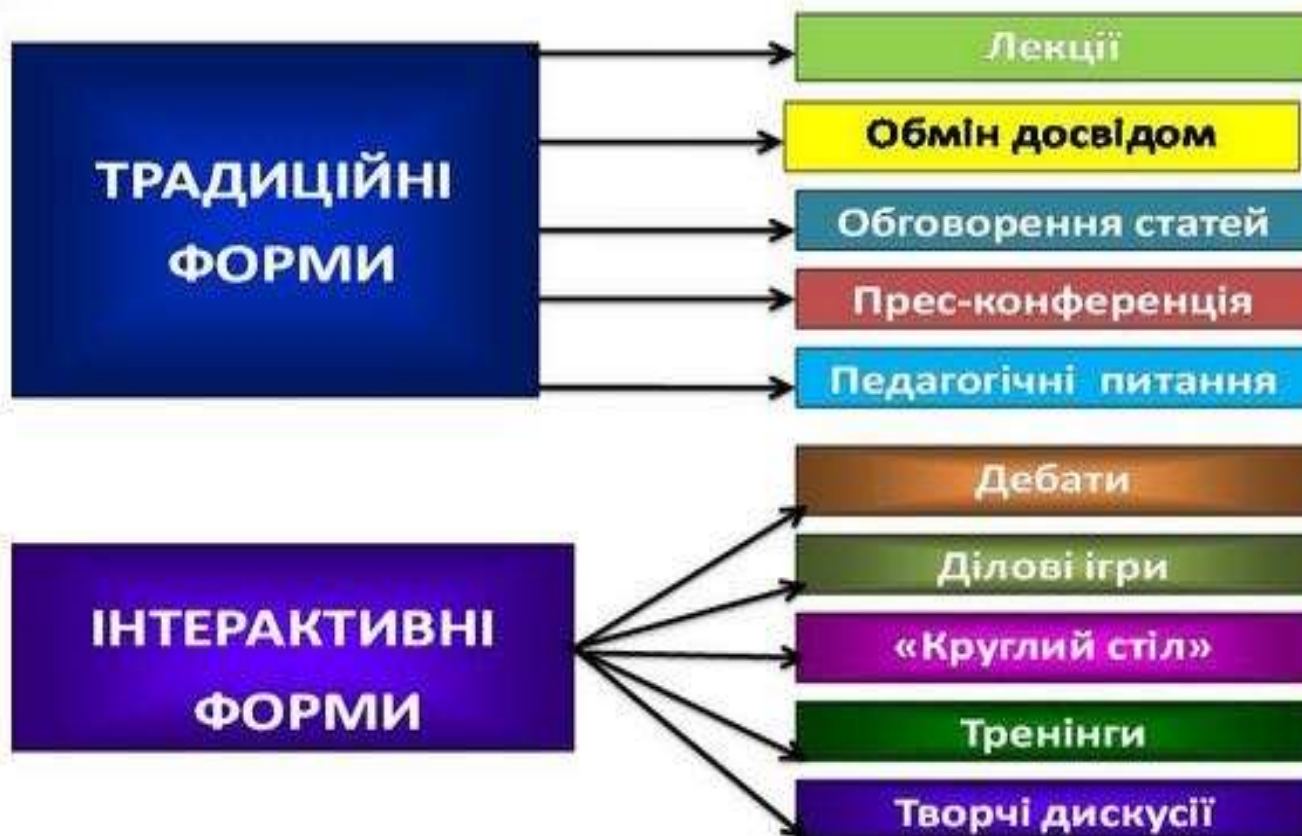 ТРАДИЦІЙНІ
ФОРМИ
Лекції
Обмін досвідом
Обговорення статей
Прес-конференція
Педагогічні питання
ІНТЕРАКТИВНІ
ФОРМИ
Дебати
Ділові ігри
«Круглий стіл»
Тренінги
Творчі дискусії